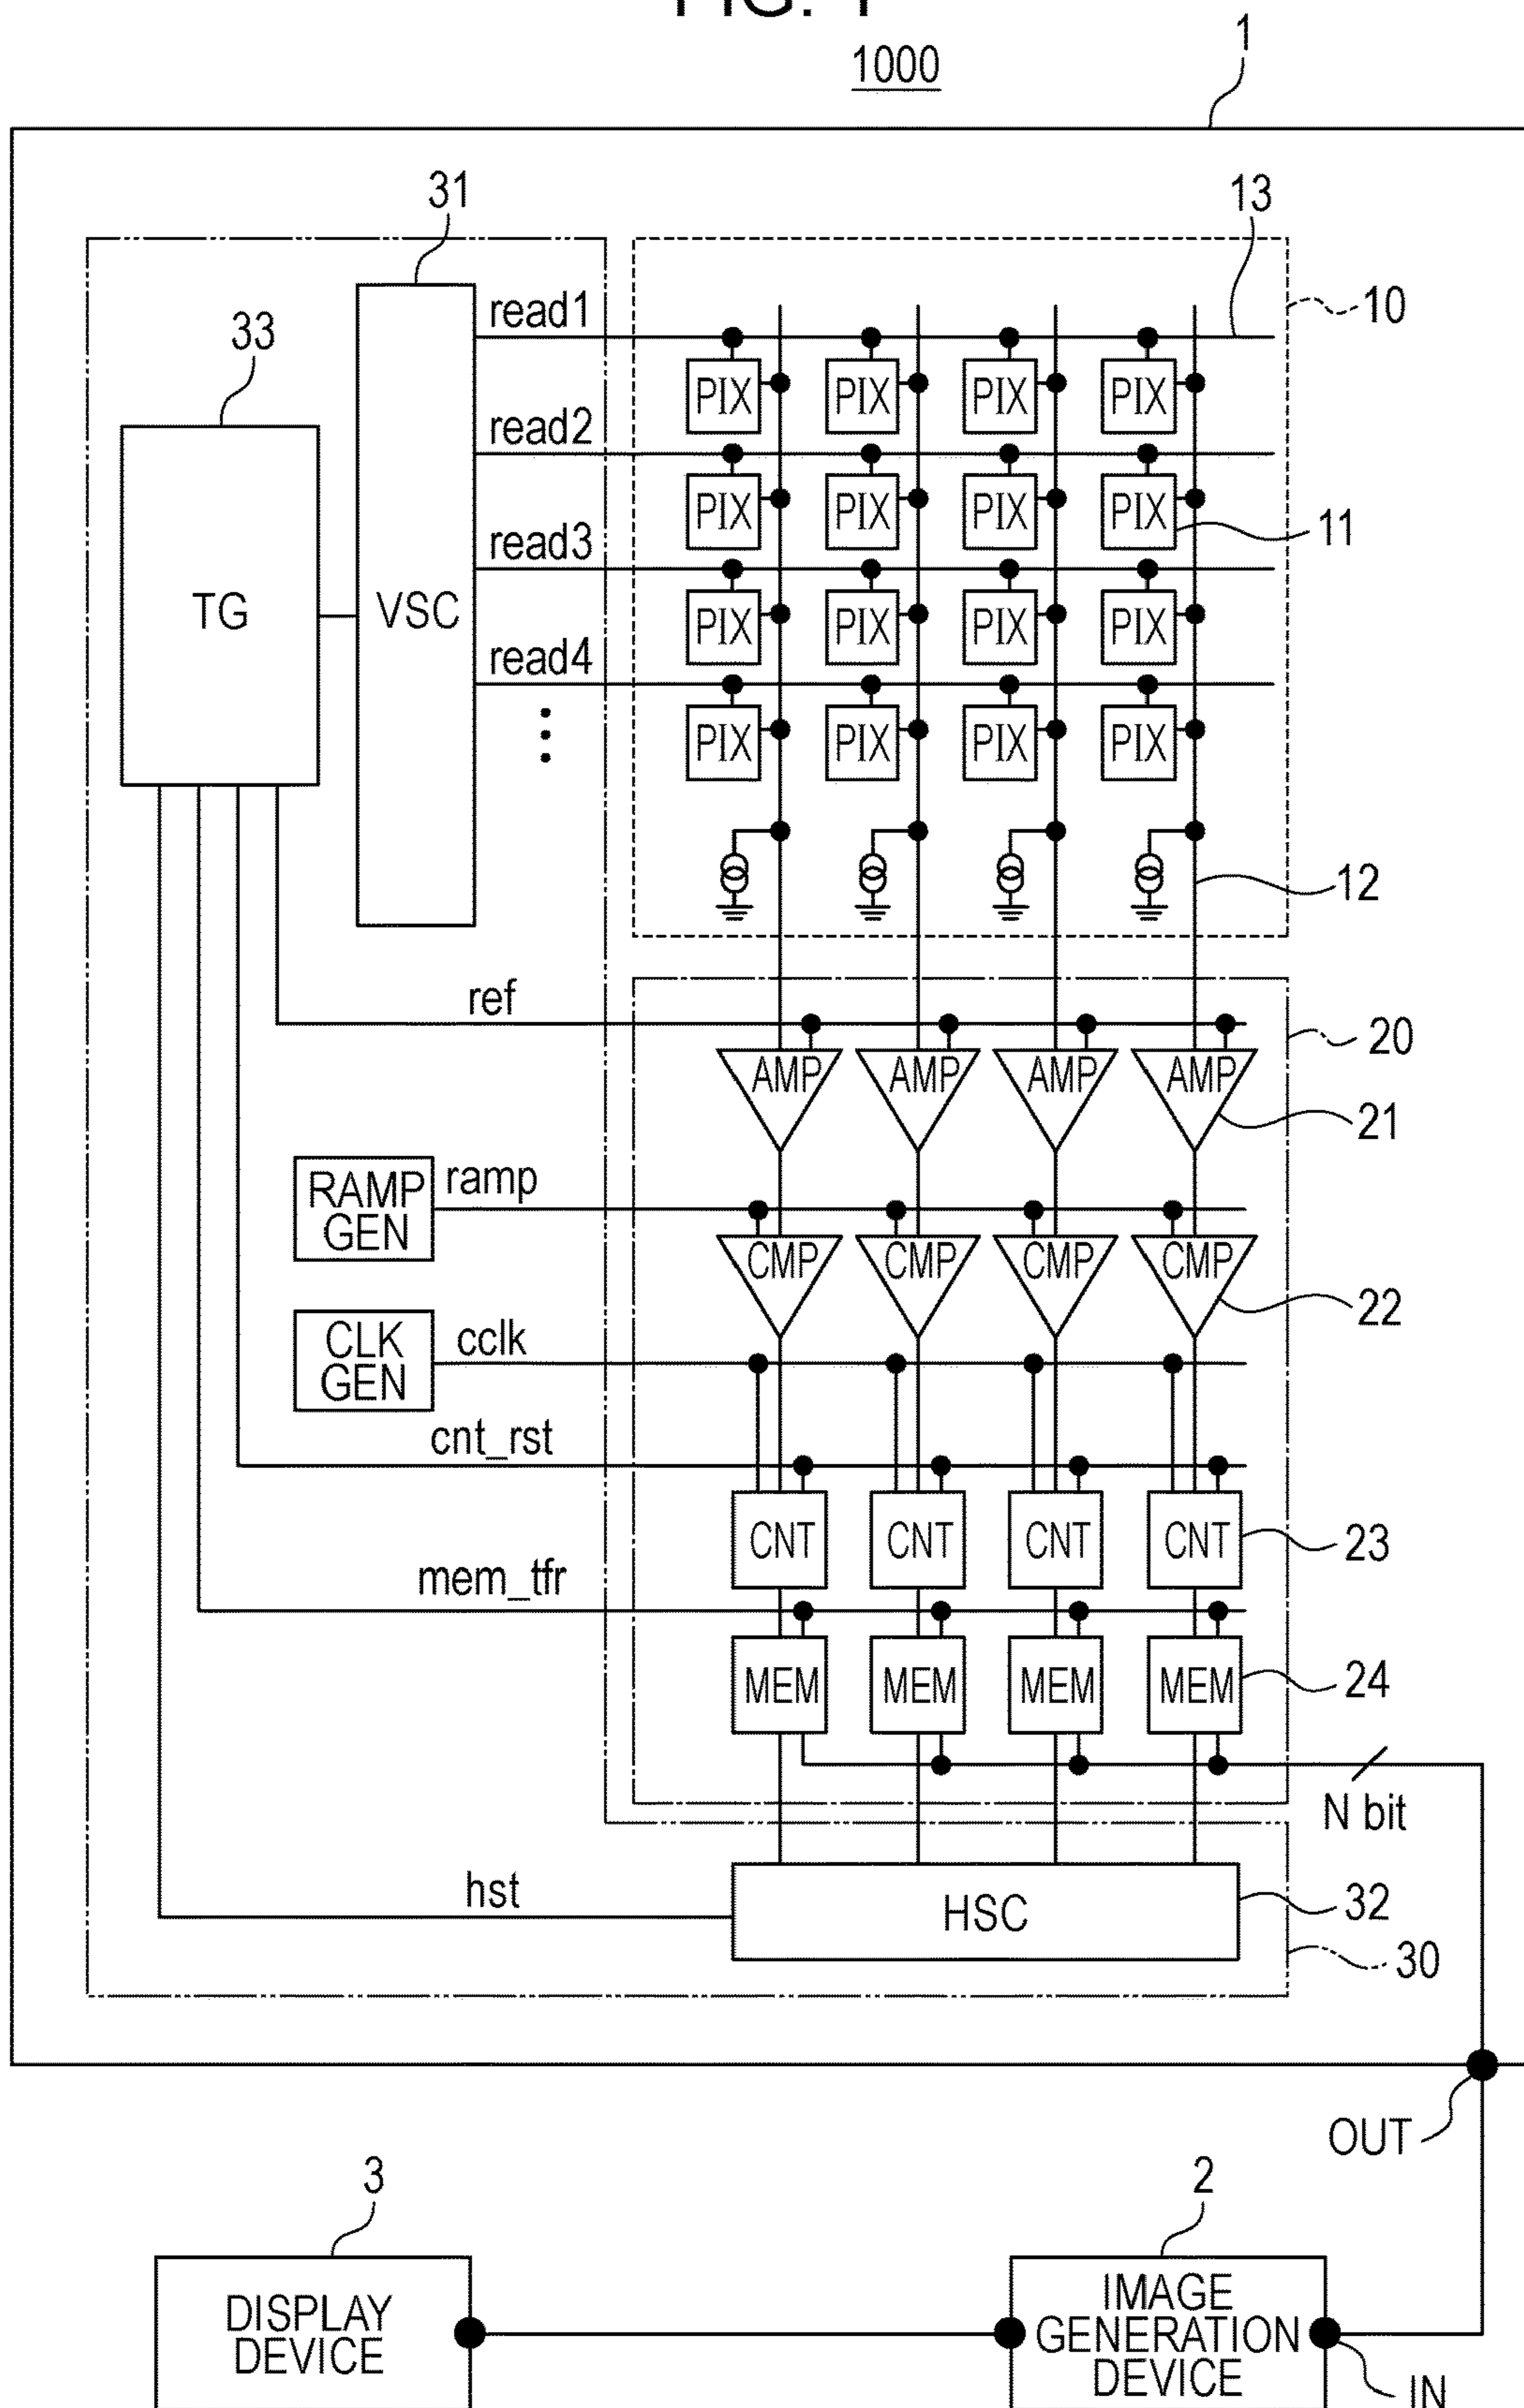 FIG. 1
1000
1
31
13
33
read1
10
PIX PIX PIX PIX
read2
PIX PIX PIX PIX
11
read3
TG
VSC
PIX PIX PIX PIX
read4
PIX PIX PIX PIX
12
ref
20
AMP AMP AMP AMP
21
RAMP
GEN
ramp
CMP CMP CMP CMP
22
CLK
GEN
cclk
cnt_rst
CNT CNT CNT CNT
23
mem_tfr
MEM MEM MEM MEM
24
N bit
hst
HSC
32
30
OUT
3
2
DISPLAY
DEVICE
IMAGE
GENERATION
DEVICE
IN